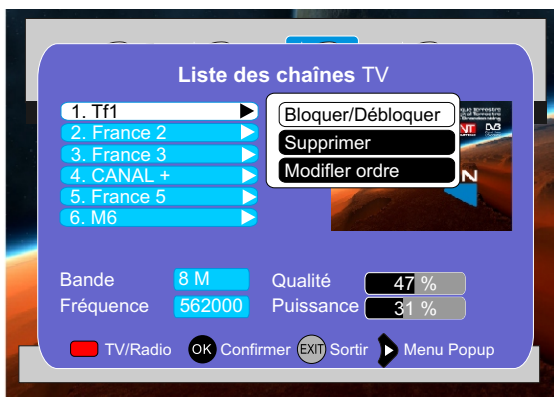 Liste des chaînes TV
1. Tf1
2. France 2
3. France 3
4. CANAL +
5. France 5
6. M6
Bloquer/Débloquer
Supprimer
Modifler ordre
N
Bande 8 M
Fréquence 562000
Qualité 47 %
Puissance 31 %
TV/Radio OK Confirmer EXIT Sortir Menu Popup